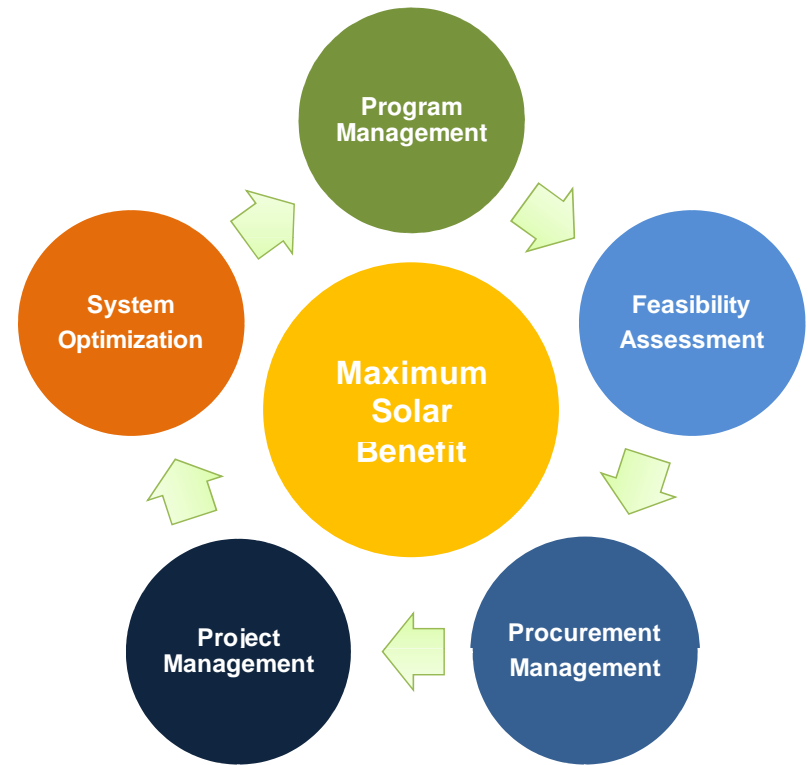 Program
Management
Feasibility
Assessment
Procurement
Management
Project
Management
System
Optimization
Maximum
Solar
Benefit